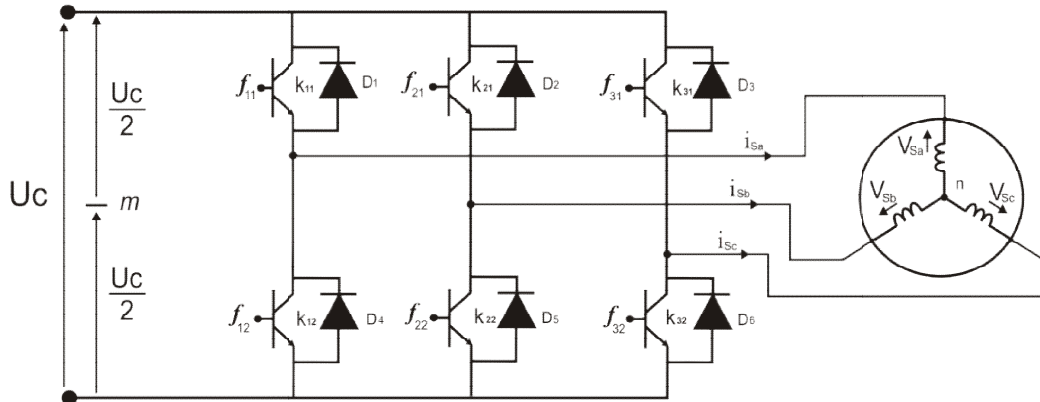 Uc
Uc/2
m
Uc/2
f11
k11
D1
f21
k21
D2
f31
k31
D3
iSa
iSb
iSc
VSa
VSb
VSc
n
f12
k12
D4
f22
k22
D5
f32
k32
D6